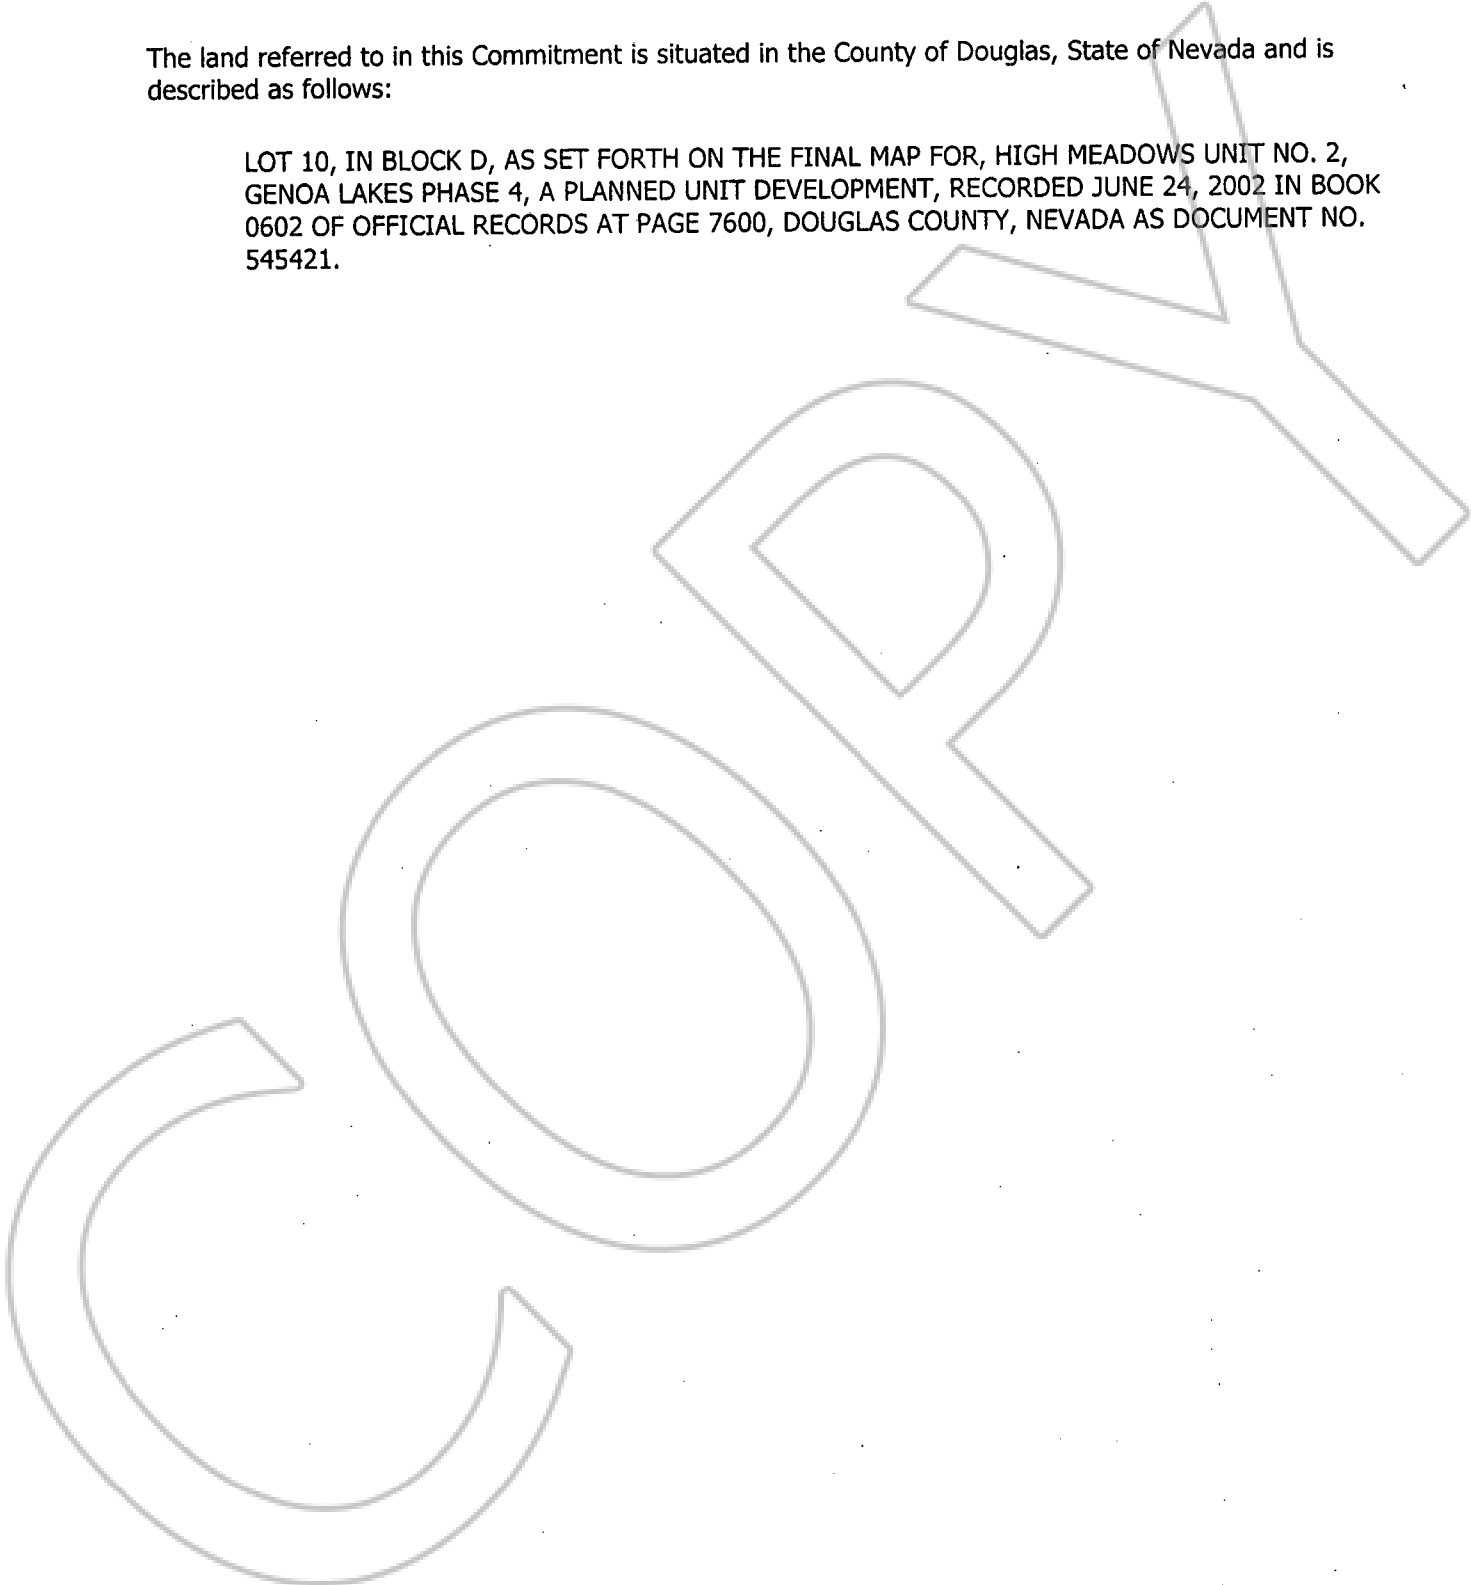 The land referred to in this Commitment is situated in the County of Douglas, State of Nevada and is
described as follows:
LOT 10, IN BLOCK D, AS SET FORTH ON THE FINAL MAP FOR, HIGH MEADOWS UNIT NO. 2,
GENOA LAKES PHASE 4, A PLANNED UNIT DEVELOPMENT, RECORDED JUNE 24, 2002 IN BOOK
0602 OF OFFICIAL RECORDS AT PAGE 7600, DOUGLAS COUNTY, NEVADA AS DOCUMENT NO.
545421.
COPY